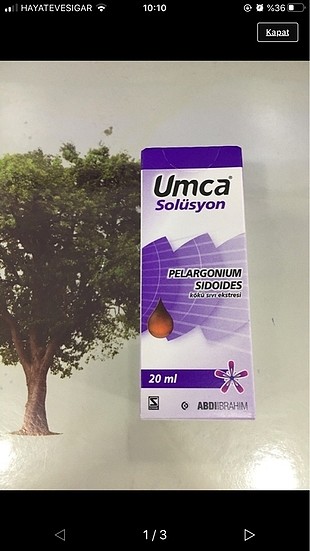 HAYATEVESIGAR
10:10
%36
Kapat
Umca®
Solüsyon
PELARGONIUM
SIDOIDES
kökü sıvı ekstresi
20 ml
ABDİİBRAHİM
1 / 3